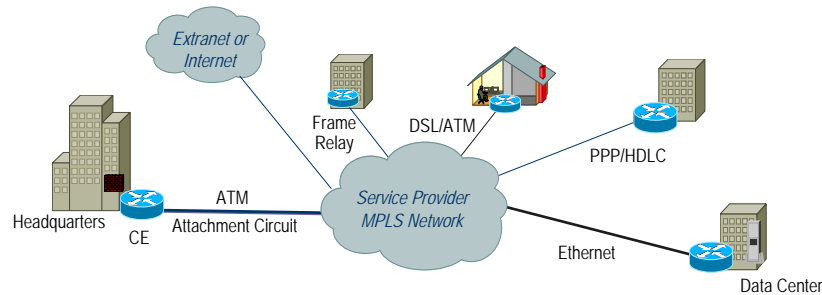 Extranet or
Internet
Frame
Relay
DSL/ATM
PPP/HDLC
ATM
Service Provider
MPLS Network
Headquarters
Attachment Circuit
CE
Ethernet
Data Center